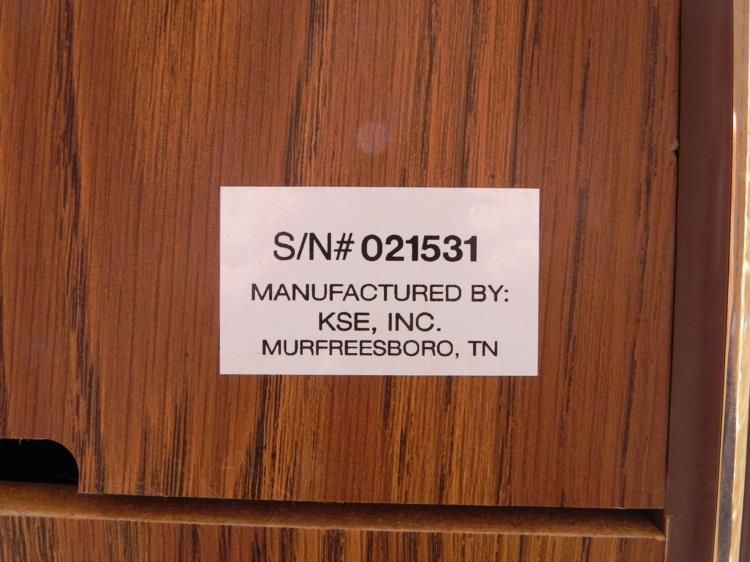 S/N# 021531
MANUFACTURED BY:
KSE, INC.
MURFREESBORO, TN